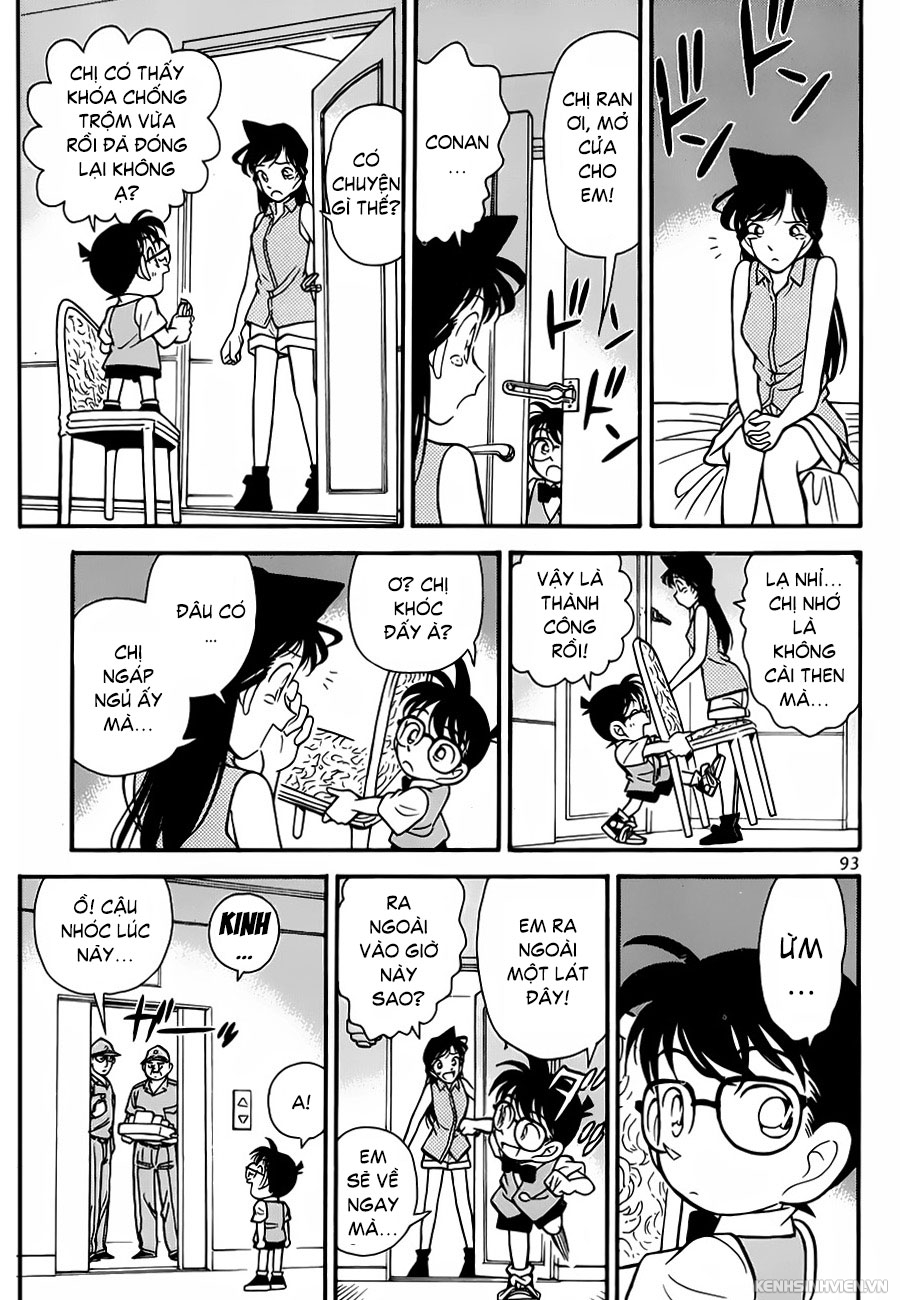 ドン
ドン
CHỊ RAN
ƠI, MỞ
CỬA
CHO
EM!
CONAN
...
ドン
ドン
CÓ
CHUYỆN
GÌ THẾ?
CHỊ CÓ THẤY
KHÓA CHỐNG
TRỘM VỪA
RỒI ĐÃ ĐÓNG
LẠI KHÔNG
Ạ?
LẠ NHỈ...
CHỊ NHỚ
LÀ
KHÔNG
CÀI THEN
MÀ...
VẬY LÀ
THÀNH
CÔNG
RỒI!
Ơ? CHỊ
KHÓC
ĐẤY À?
ĐÂU CÓ
...
CHỊ
NGÁP
NGỦ ẤY
MÀ...
93
ỪM
...
EM RA
NGOÀI
MỘT LÁT
ĐÂY!
RA
NGOÀI
VÀO GIỜ
NÀY
SAO?
EM
SẼ VỀ
NGAY
MÀ...
KINH
...
A!
Ồ! CẬU
NHÓC LÚC
NÃY...
KENHSINHVIEN.VN